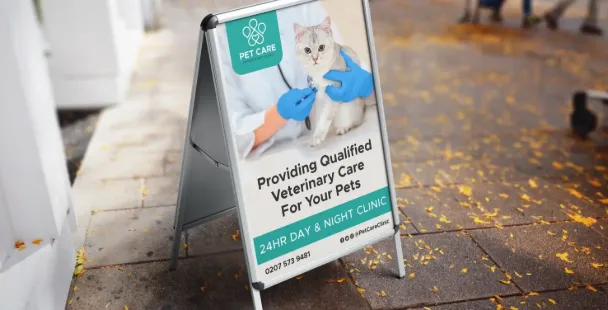 PET CARE
Providing Qualified
Veterinary Care
For Your Pets
24HR DAY & NIGHT CLINIC
0207 573 9481
@PetCareClinic